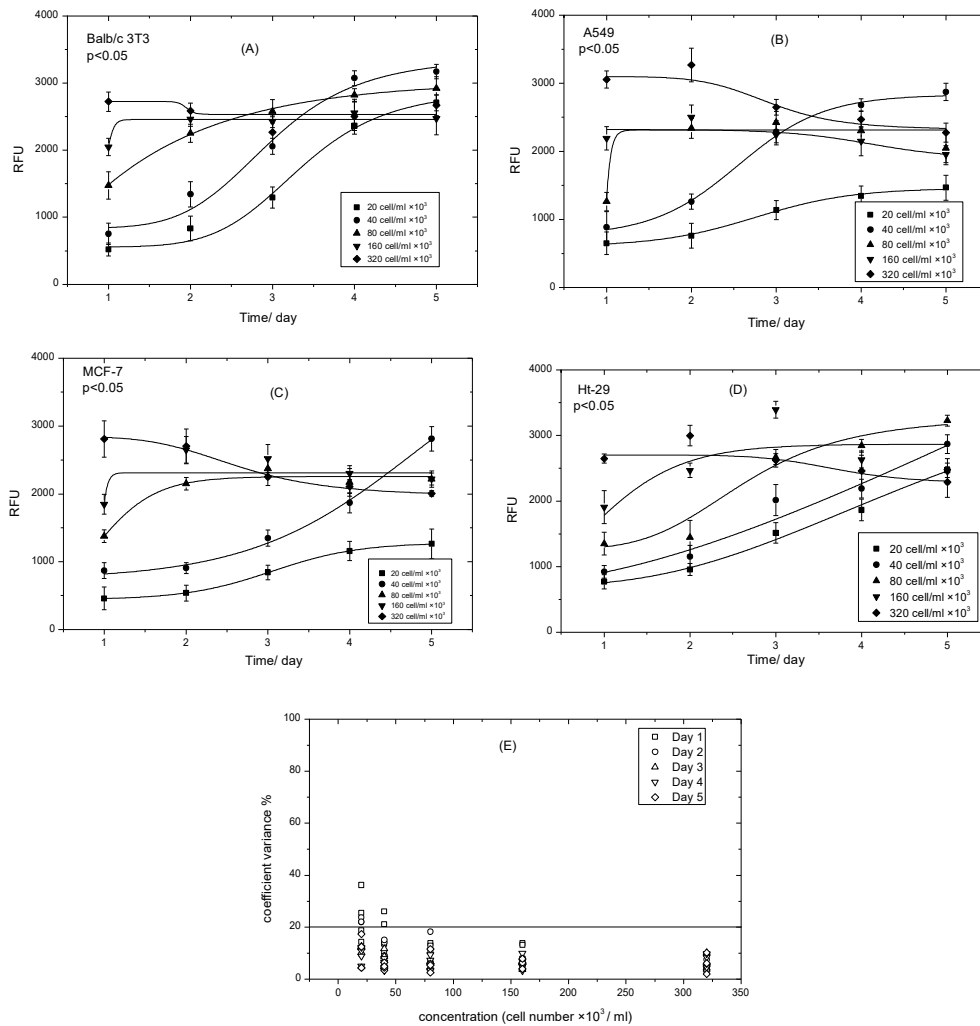 Balb/c 3T3
p<0.05
(A)
RFU
4000
3000
2000
1000
0
20 cell/ml ×10³
40 cell/ml ×10³
80 cell/ml ×10³
160 cell/ml ×10³
320 cell/ml ×10³
1 2 3 4 5
Time/ day
A549
p<0.05
(B)
RFU
4000
3000
2000
1000
0
20 cell/ml ×10³
40 cell/ml ×10³
80 cell/ml ×10³
160 cell/ml ×10³
320 cell/ml ×10³
1 2 3 4 5
Time/ day
MCF-7
p<0.05
(C)
RFU
4000
3000
2000
1000
0
20 cell/ml ×10³
40 cell/ml ×10³
80 cell/ml ×10³
160 cell/ml ×10³
320 cell/ml ×10³
1 2 3 4 5
Time/ day
Ht-29
p<0.05
(D)
RFU
4000
3000
2000
1000
0
20 cell/ml ×10³
40 cell/ml ×10³
80 cell/ml ×10³
160 cell/ml ×10³
320 cell/ml ×10³
1 2 3 4 5
Time/ day
(E)
coefficient variance %
100
80
60
40
20
0
Day 1
Day 2
Day 3
Day 4
Day 5
0 50 100 150 200 250 300 350
concentration (cell number ×10³/ ml)